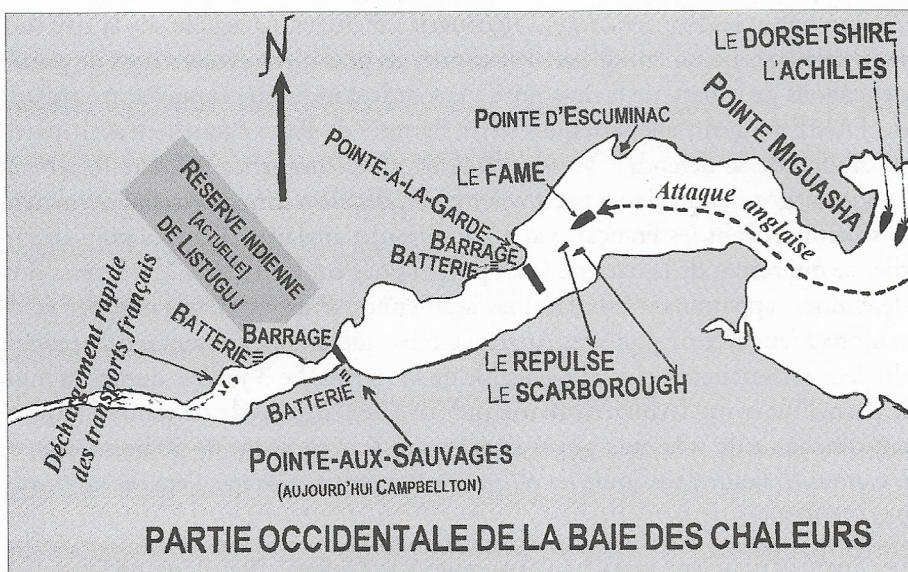 N
LE DORSETSHIRE
L'ACHILLES
POINTE D'ESCUMINAC
POINTE MIGUASHA
LE FAME
POINTE-À-LA-GARDE
Attaque anglaise
BARRAGE
BATTERIE
RÉSERVE INDIENNE
[ACTUELLE]
DE LISTUGUJ
Déchargement rapide
des transports français
BARRAGE
BATTERIE
BATTERIE
LE REPULSE
LE SCARBOROUGH
POINTE-AUX-SAUVAGES
(AUJOURD'HUI CAMPBELLTON)
PARTIE OCCIDENTALE DE LA BAIE DES CHALEURS